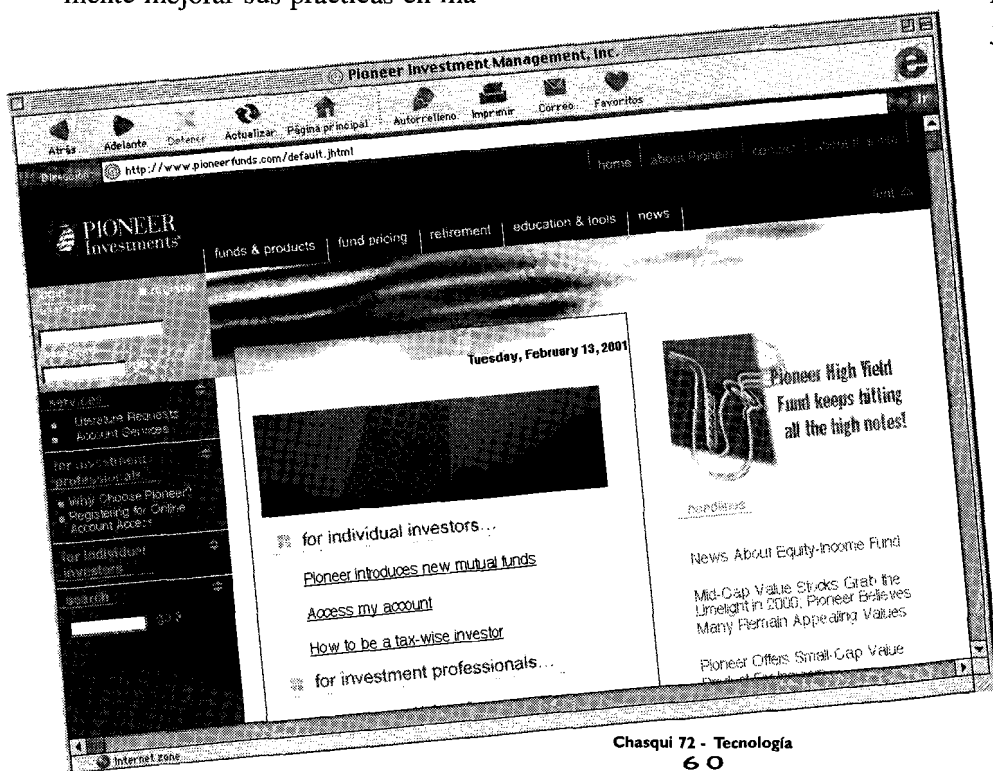 mente mejorar sus prácticas en ma-
Pioneer Investment Management, Inc.
Atrás Adelante Detener Actualizar Página principal Autorrelleno Imprimir Correo Favoritos
Dirección http://www.pioneerfunds.com/default.jhtml Ir
home about Pioneer contact
PIONEER
Investments
funds & products fund pricing retirement education & tools news
Tuesday, February 13, 2001
services
Literature Requests
Account Services
for investment
professionals
Why Choose Pioneer?
Registering for Online
Account Access
for individual
investors
search
go
for individual investors...
Pioneer introduces new mutual funds
Access my account
How to be a tax-wise investor
for investment professionals...
Pioneer High Yield
Fund keeps hitting
all the high notes!
headlines
News About Equity-Income Fund
Mid-Cap Value Stocks Grab the
Limelight in 2000; Pioneer Believes
Many Remain Appealing Values
Pioneer Offers Small-Cap Value
Internet zone
Chasqui 72 - Tecnología
60